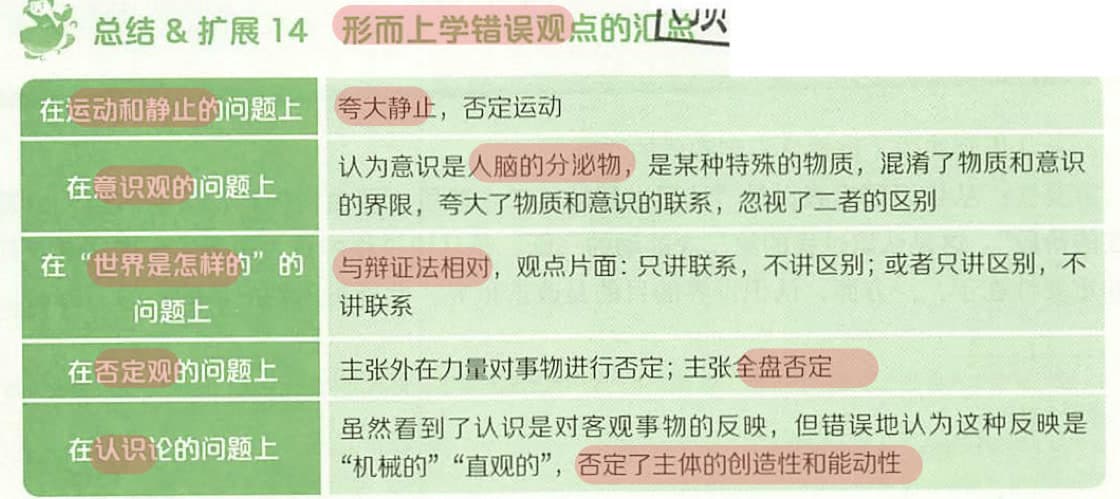 总结 & 扩展 14 形而上学错误观点的汇总
在运动和静止的问题上
夸大静止，否定运动
在意识观的问题上
认为意识是人脑的分泌物，是某种特殊的物质，混淆了物质和意识
的界限，夸大了物质和意识的联系，忽视了二者的区别
在“世界是怎样的”的
问题上
与辩证法相对，观点片面：只讲联系，不讲区别；或者只讲区别，不
讲联系
在否定观的问题上
主张外在力量对事物进行否定；主张全盘否定
在认识论的问题上
虽然看到了认识是对客观事物的反映，但错误地认为这种反映是
“机械的”“直观的”，否定了主体的创造性和能动性